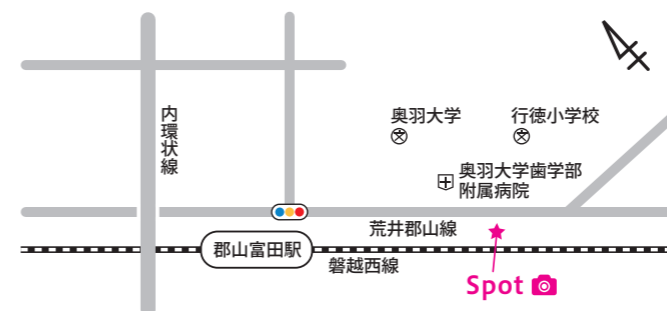 内環状線
奥羽大学
行徳小学校
奥羽大学歯学部
附属病院
荒井郡山線
郡山富田駅
磐越西線
Spot